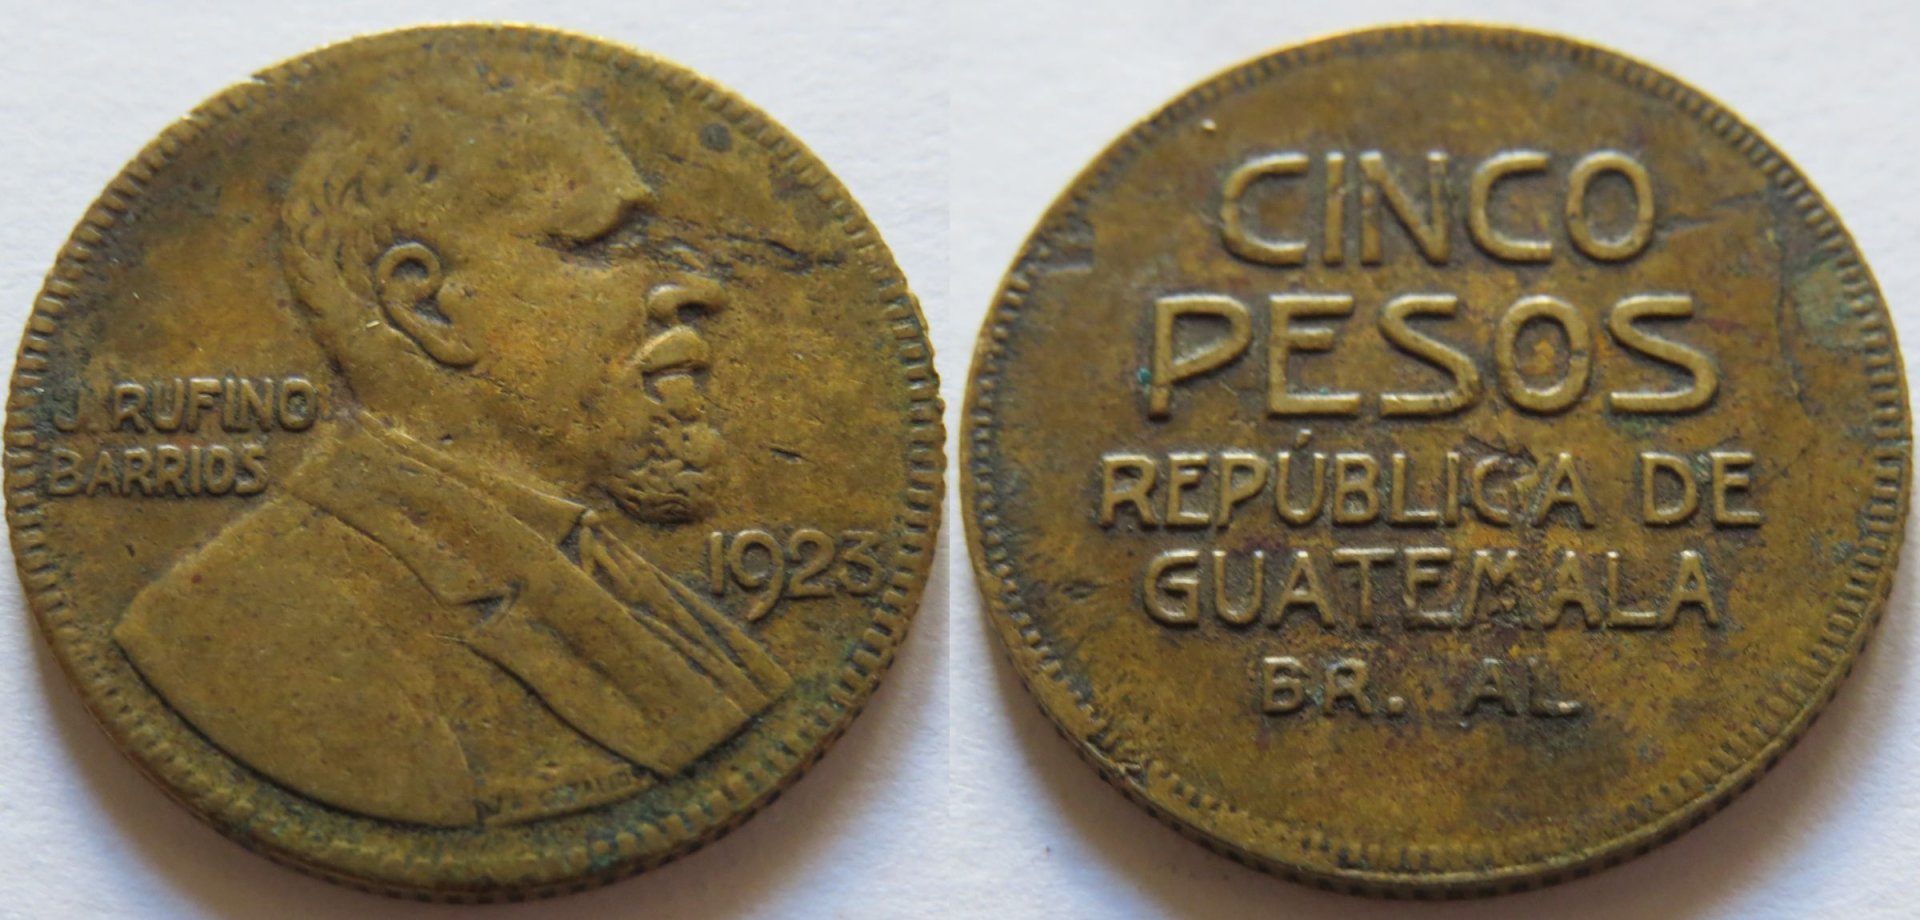 J. RUFINO
BARRIOS
1923
CINCO
PESOS
REPÚBLICA DE
GUATEMALA
BR. AL.